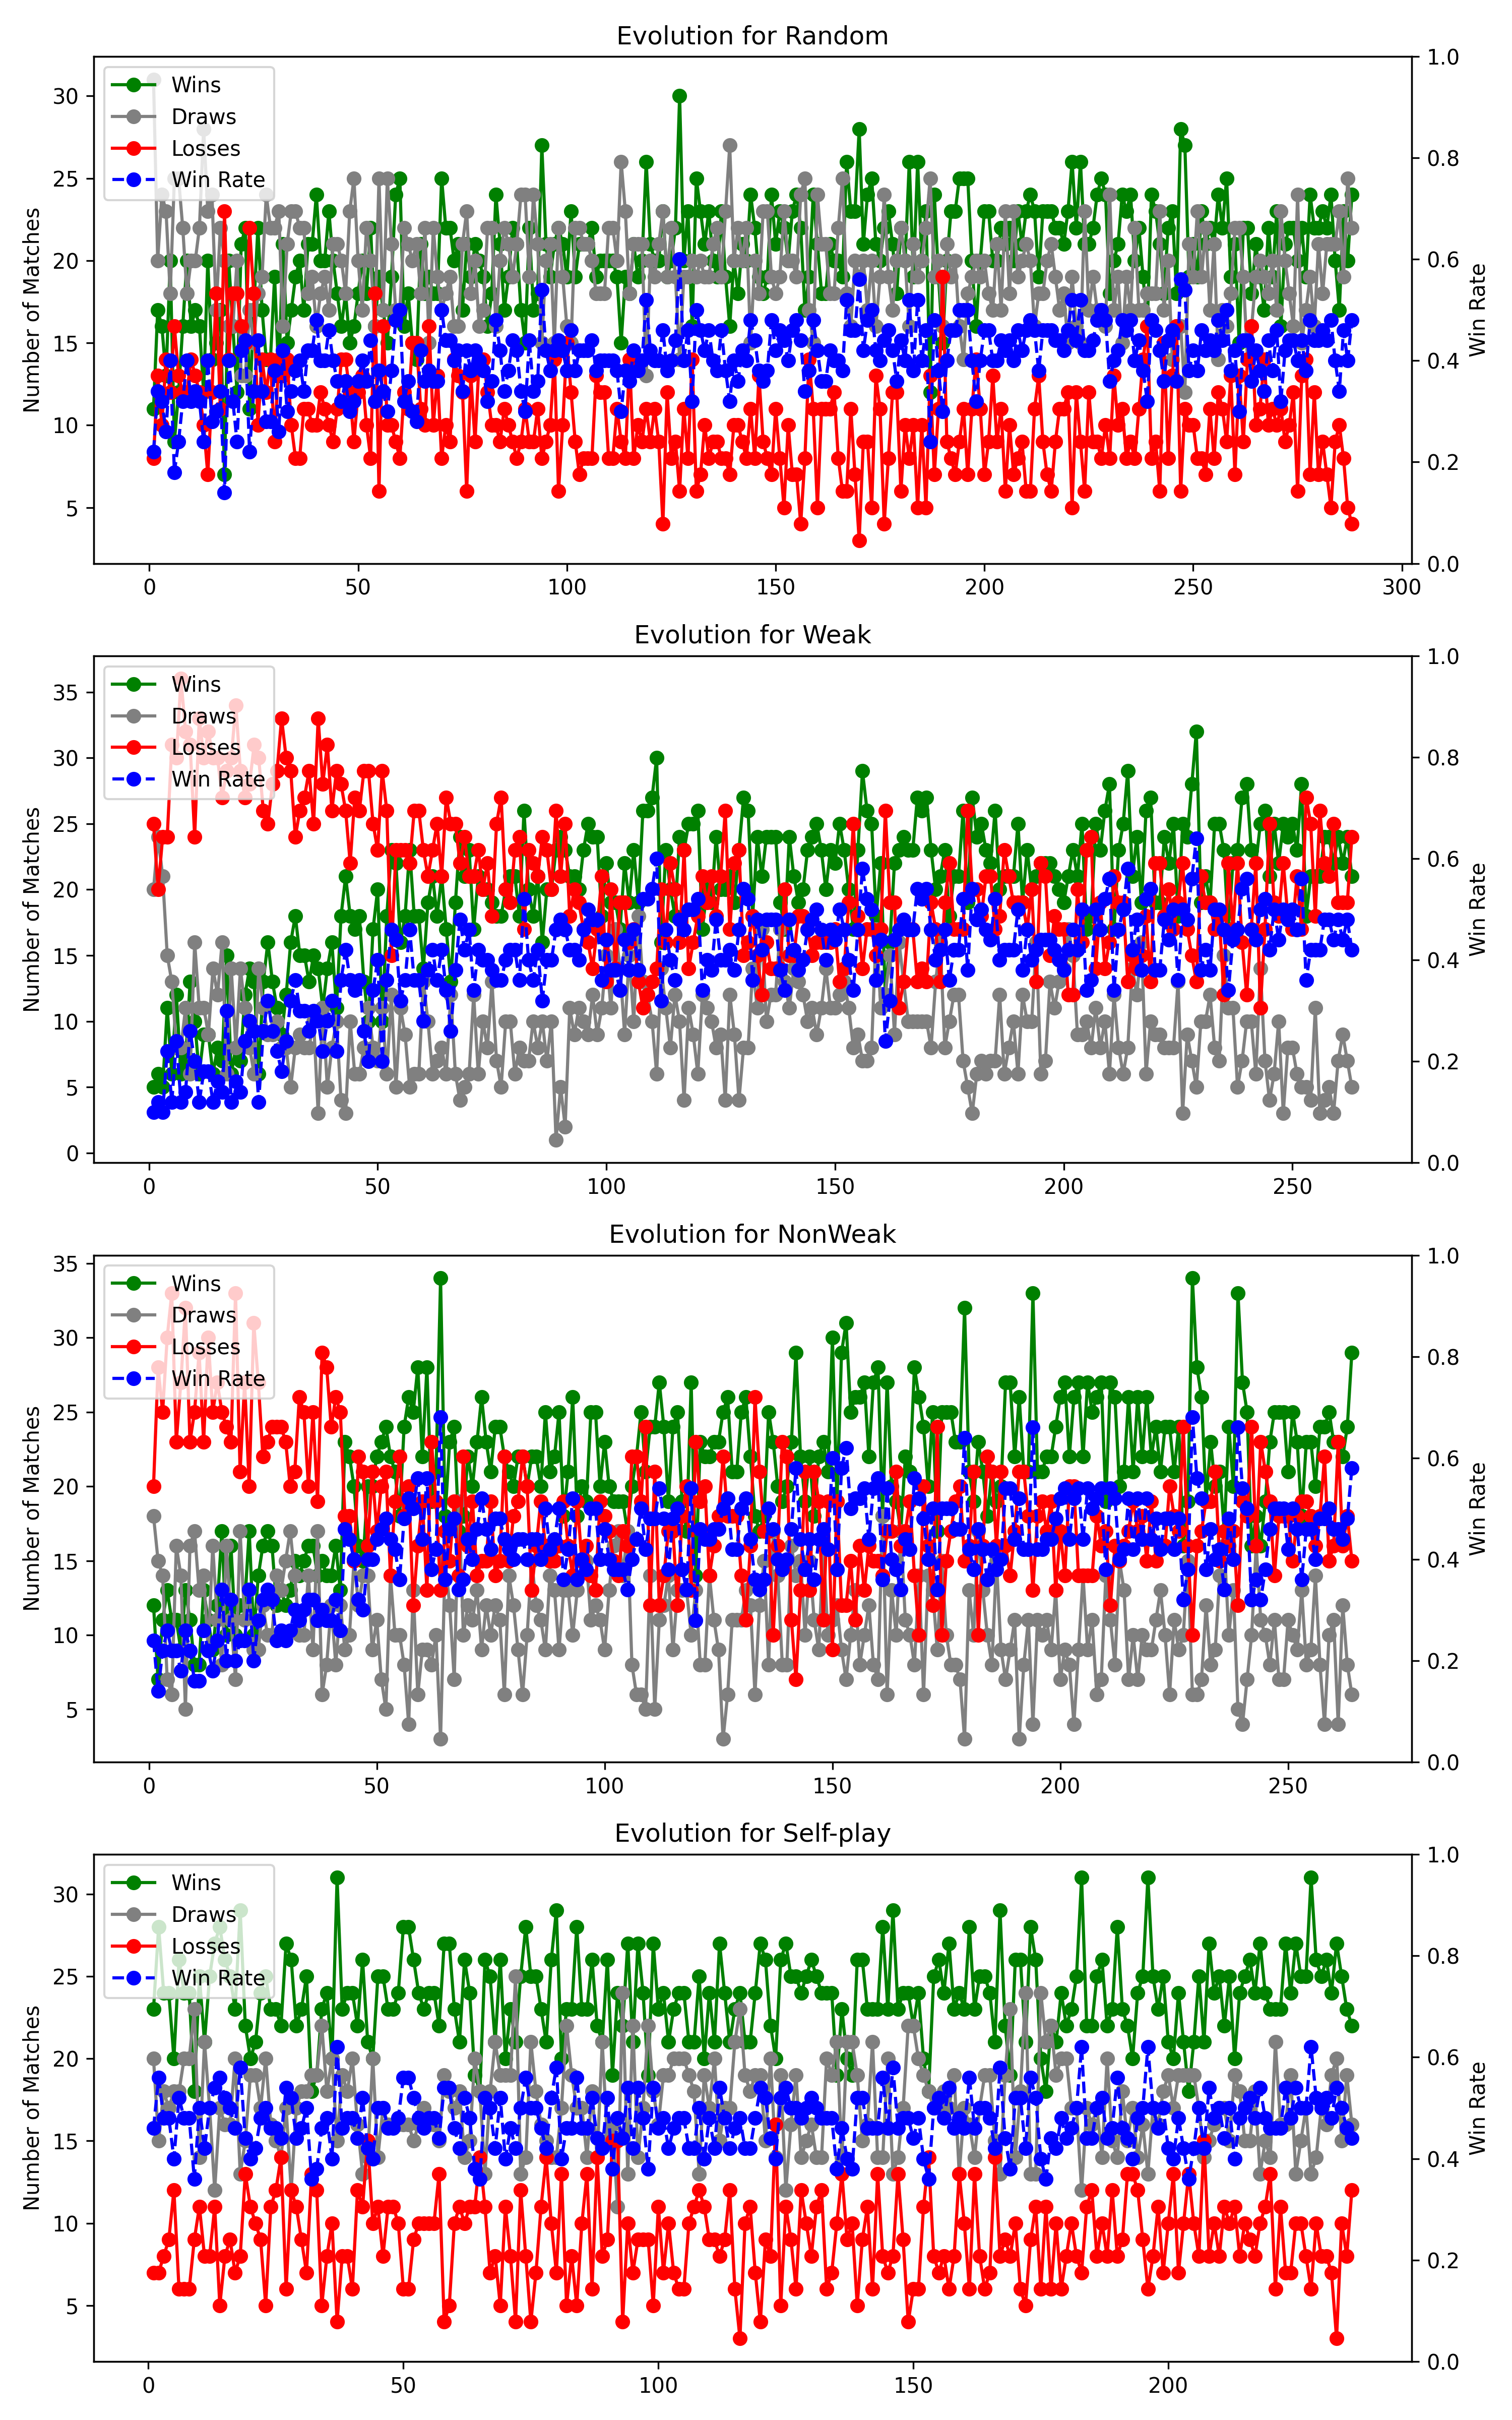 Evolution for Random
Wins
Draws
Losses
Win Rate
Number of Matches
Win Rate
30
25
20
15
10
5
1.0
0.8
0.6
0.4
0.2
0.0
0 50 100 150 200 250 300
Evolution for Weak
Wins
Draws
Losses
Win Rate
Number of Matches
Win Rate
35
30
25
20
15
10
5
0
1.0
0.8
0.6
0.4
0.2
0.0
0 50 100 150 200 250
Evolution for NonWeak
Wins
Draws
Losses
Win Rate
Number of Matches
Win Rate
35
30
25
20
15
10
5
1.0
0.8
0.6
0.4
0.2
0.0
0 50 100 150 200 250
Evolution for Self-play
Wins
Draws
Losses
Win Rate
Number of Matches
Win Rate
30
25
20
15
10
5
1.0
0.8
0.6
0.4
0.2
0.0
0 50 100 150 200